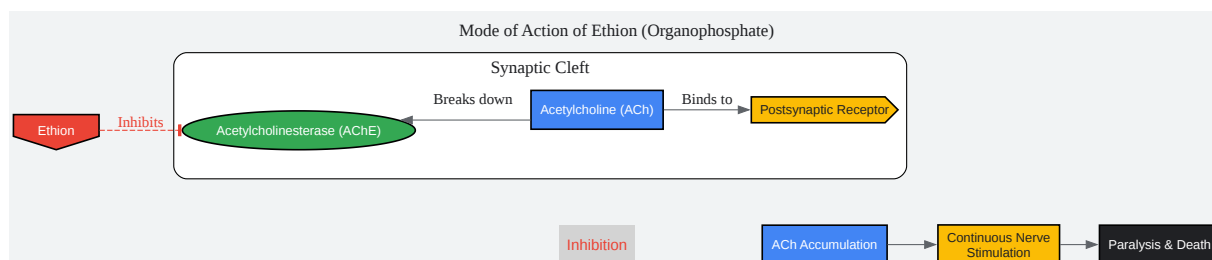 Mode of Action of Ethion (Organophosphate)
Synaptic Cleft
Ethion
Inhibits
Acetylcholinesterase (AChE)
Breaks down
Acetylcholine (ACh)
Binds to
Postsynaptic Receptor
Inhibition
ACh Accumulation
Continuous Nerve
Stimulation
Paralysis & Death